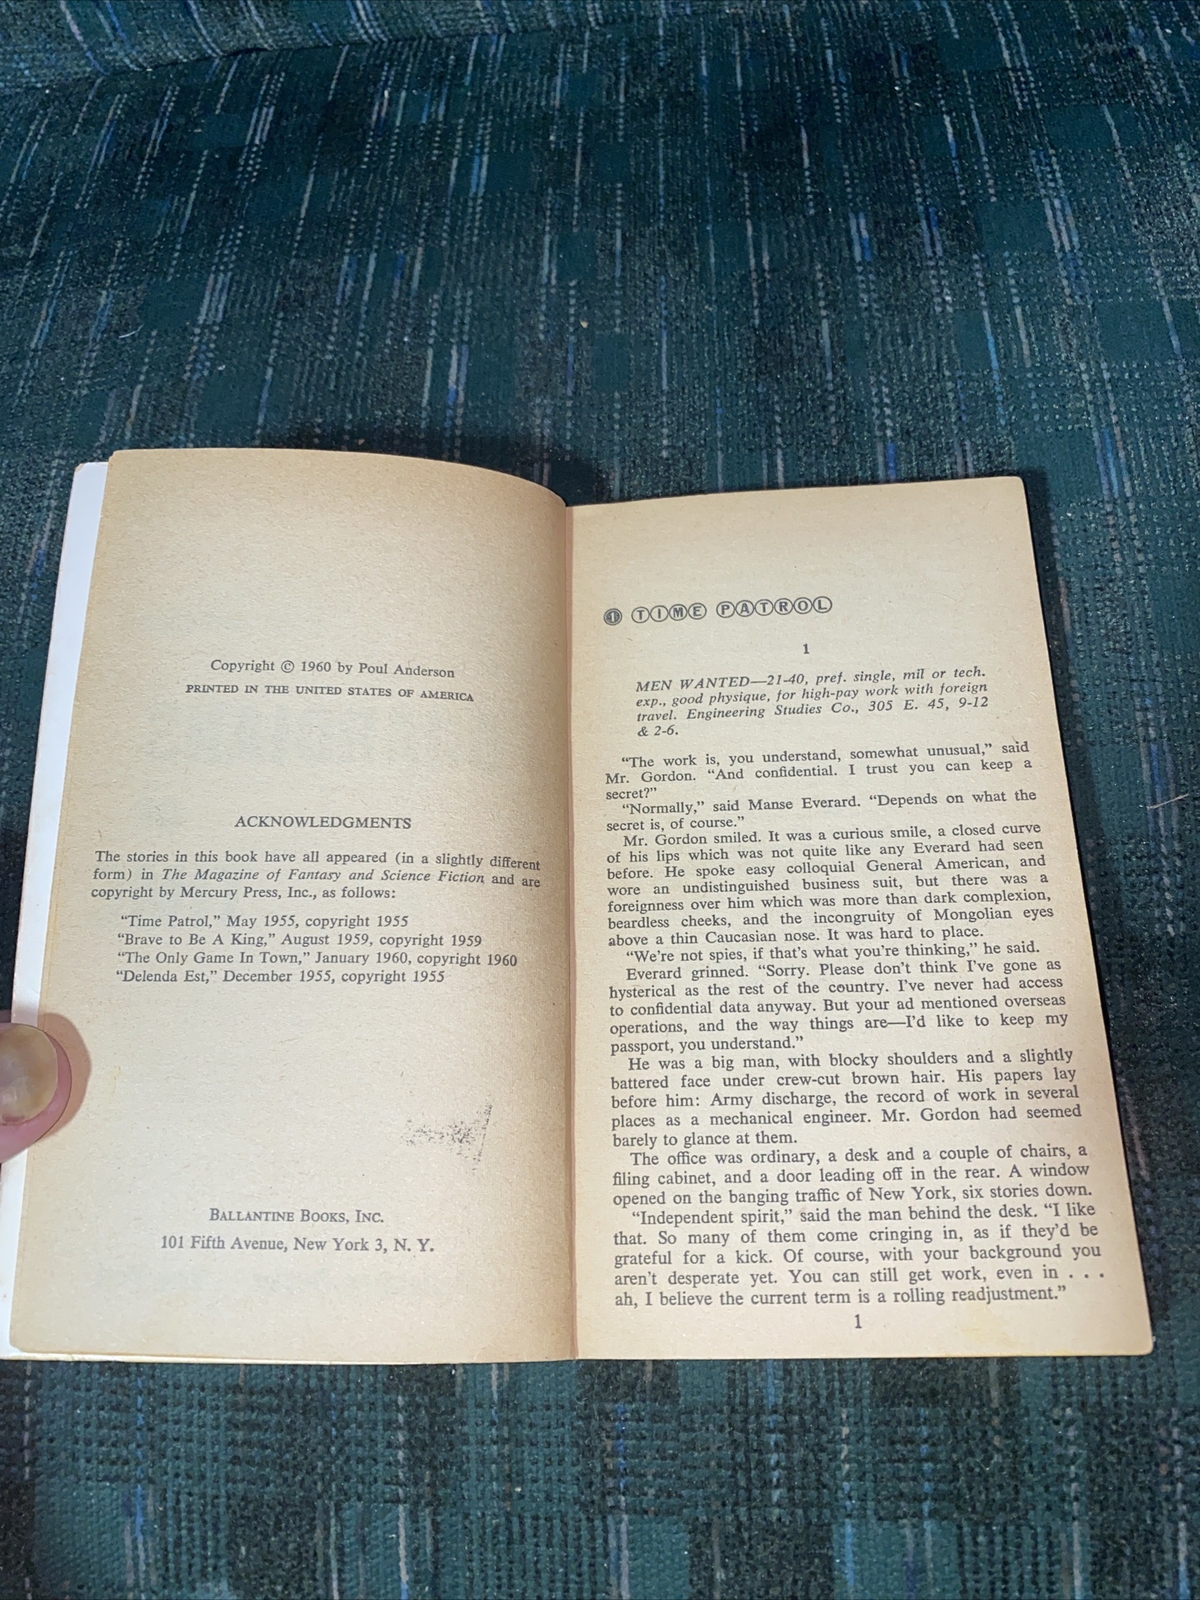 Copyright © 1960 by Poul Anderson
PRINTED IN THE UNITED STATES OF AMERICA
ACKNOWLEDGMENTS
The stories in this book have all appeared (in a slightly different
form) in The Magazine of Fantasy and Science Fiction and are
copyright by Mercury Press, Inc., as follows:
"Time Patrol," May 1955, copyright 1955
"Brave to Be A King," August 1959, copyright 1959
"The Only Game In Town," January 1960, copyright 1960
"Delenda Est," December 1955, copyright 1955
BALLANTINE BOOKS, INC.
101 Fifth Avenue, New York 3, N. Y.
① TIME PATROL
1
MEN WANTED—21-40, pref. single, mil or tech.
exp., good physique, for high-pay work with foreign
travel. Engineering Studies Co., 305 E. 45, 9-12
& 2-6.
"The work is, you understand, somewhat unusual," said
Mr. Gordon. "And confidential. I trust you can keep a
secret?"
"Normally," said Manse Everard. "Depends on what the
secret is, of course."
Mr. Gordon smiled. It was a curious smile, a closed curve
of his lips which was not quite like any Everard had seen
before. He spoke easy colloquial General American, and
wore an undistinguished business suit, but there was a
foreignness over him which was more than dark complexion,
beardless cheeks, and the incongruity of Mongolian eyes
above a thin Caucasian nose. It was hard to place.
"We're not spies, if that's what you're thinking," he said.
Everard grinned. "Sorry. Please don't think I've gone as
hysterical as the rest of the country. I've never had access
to confidential data anyway. But your ad mentioned overseas
operations, and the way things are—I'd like to keep my
passport, you understand."
He was a big man, with blocky shoulders and a slightly
battered face under crew-cut brown hair. His papers lay
before him: Army discharge, the record of work in several
places as a mechanical engineer. Mr. Gordon had seemed
barely to glance at them.
The office was ordinary, a desk and a couple of chairs, a
filing cabinet, and a door leading off in the rear. A window
opened on the banging traffic of New York, six stories down.
"Independent spirit," said the man behind the desk. "I like
that. So many of them come cringing in, as if they'd be
grateful for a kick. Of course, with your background you
aren't desperate yet. You can still get work, even in . . .
ah, I believe the current term is a rolling readjustment."
1